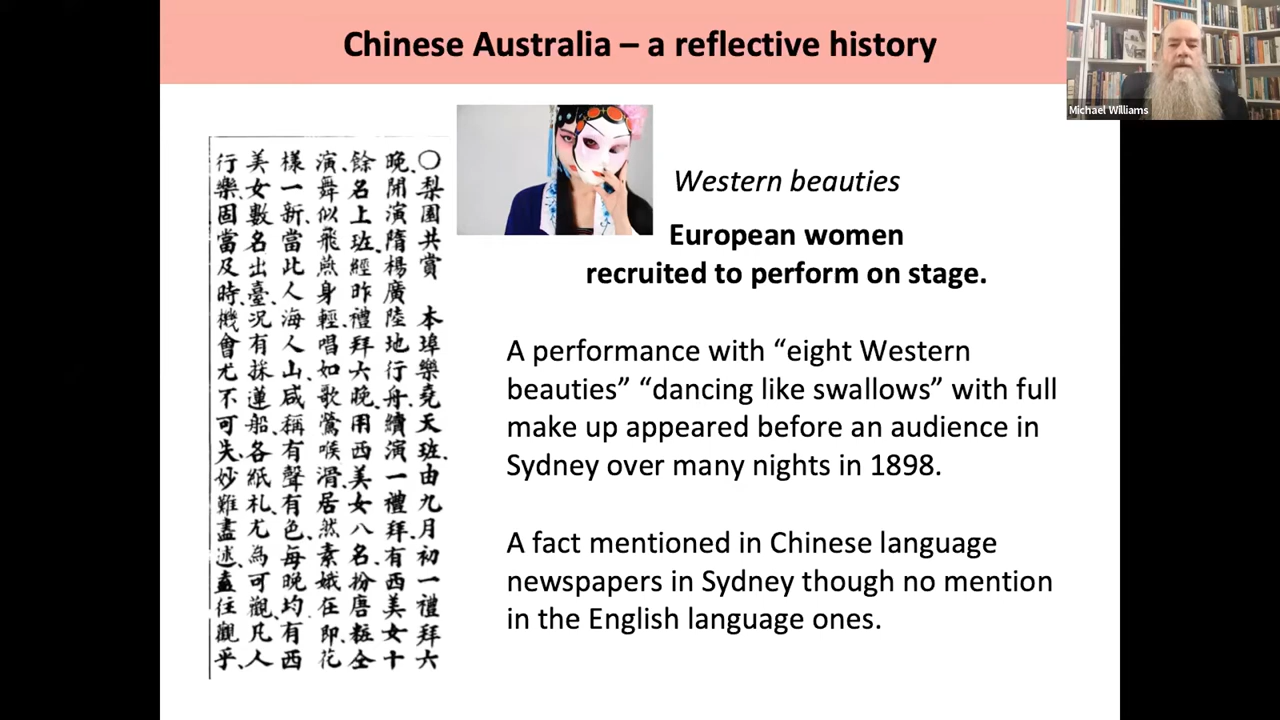 Chinese Australia – a reflective history
Michael Williams
〇梨園共賞 本埠樂堯天班、由九月初一禮拜六
晚、開演隋楊廣陸地行舟、續演一禮拜、有西美女十
餘名上班、經昨禮拜六晚、用西美女八名、扮唐粧全
演、舞似飛燕身輕、唱如歌鶯喉滑、居然素娥在即、花
樣一新、當此人海人山、咸稱有聲有色、每晚均有西
美女數名出臺、況有採蓮船、各紙札、尤為可觀、凡人
行樂、固當及時、機會尤不可失、妙難盡述、盍往觀乎、
Western beauties
European women
recruited to perform on stage.
A performance with “eight Western
beauties” “dancing like swallows” with full
make up appeared before an audience in
Sydney over many nights in 1898.
A fact mentioned in Chinese language
newspapers in Sydney though no mention
in the English language ones.